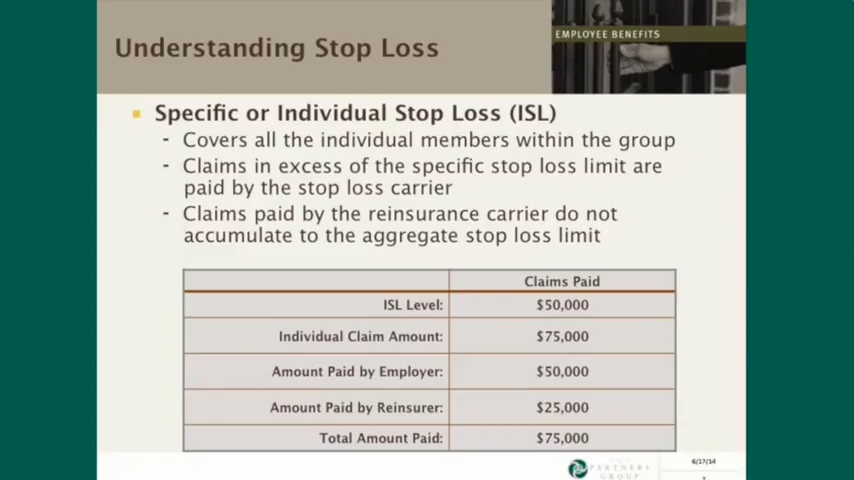 Understanding Stop Loss
EMPLOYEE BENEFITS
Specific or Individual Stop Loss (ISL)
- Covers all the individual members within the group
- Claims in excess of the specific stop loss limit are
paid by the stop loss carrier
- Claims paid by the reinsurance carrier do not
accumulate to the aggregate stop loss limit
Claims Paid
ISL Level: $50,000
Individual Claim Amount: $75,000
Amount Paid by Employer: $50,000
Amount Paid by Reinsurer: $25,000
Total Amount Paid: $75,000
PARTNERS
GROUP
6/17/14